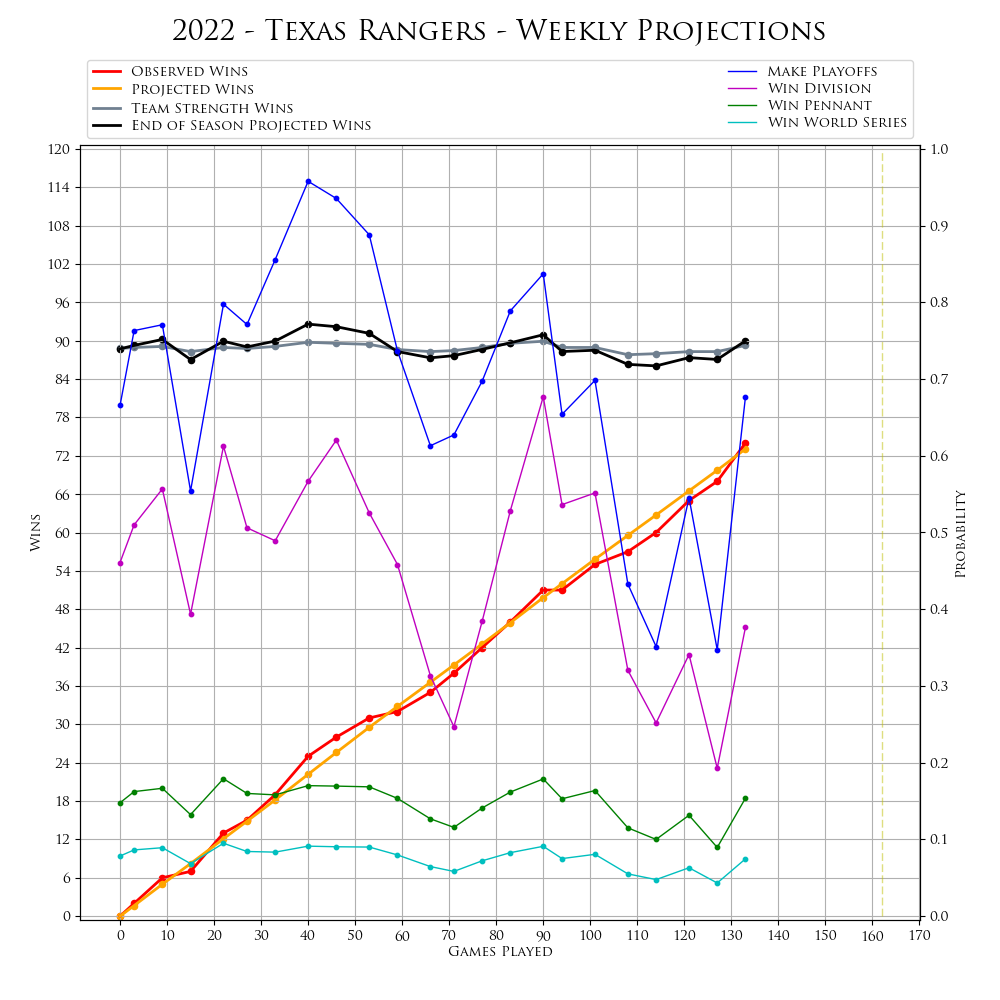 2022 - Texas Rangers - Weekly Projections
Observed Wins
Projected Wins
Team Strength Wins
End of Season Projected Wins
Make Playoffs
Win Division
Win Pennant
Win World Series
120
114
108
102
96
90
84
78
72
66
60
54
48
42
36
30
24
18
12
6
0
Wins
1.0
0.9
0.8
0.7
0.6
0.5
0.4
0.3
0.2
0.1
0.0
Probability
0 10 20 30 40 50 60 70 80 90 100 110 120 130 140 150 160 170
Games Played